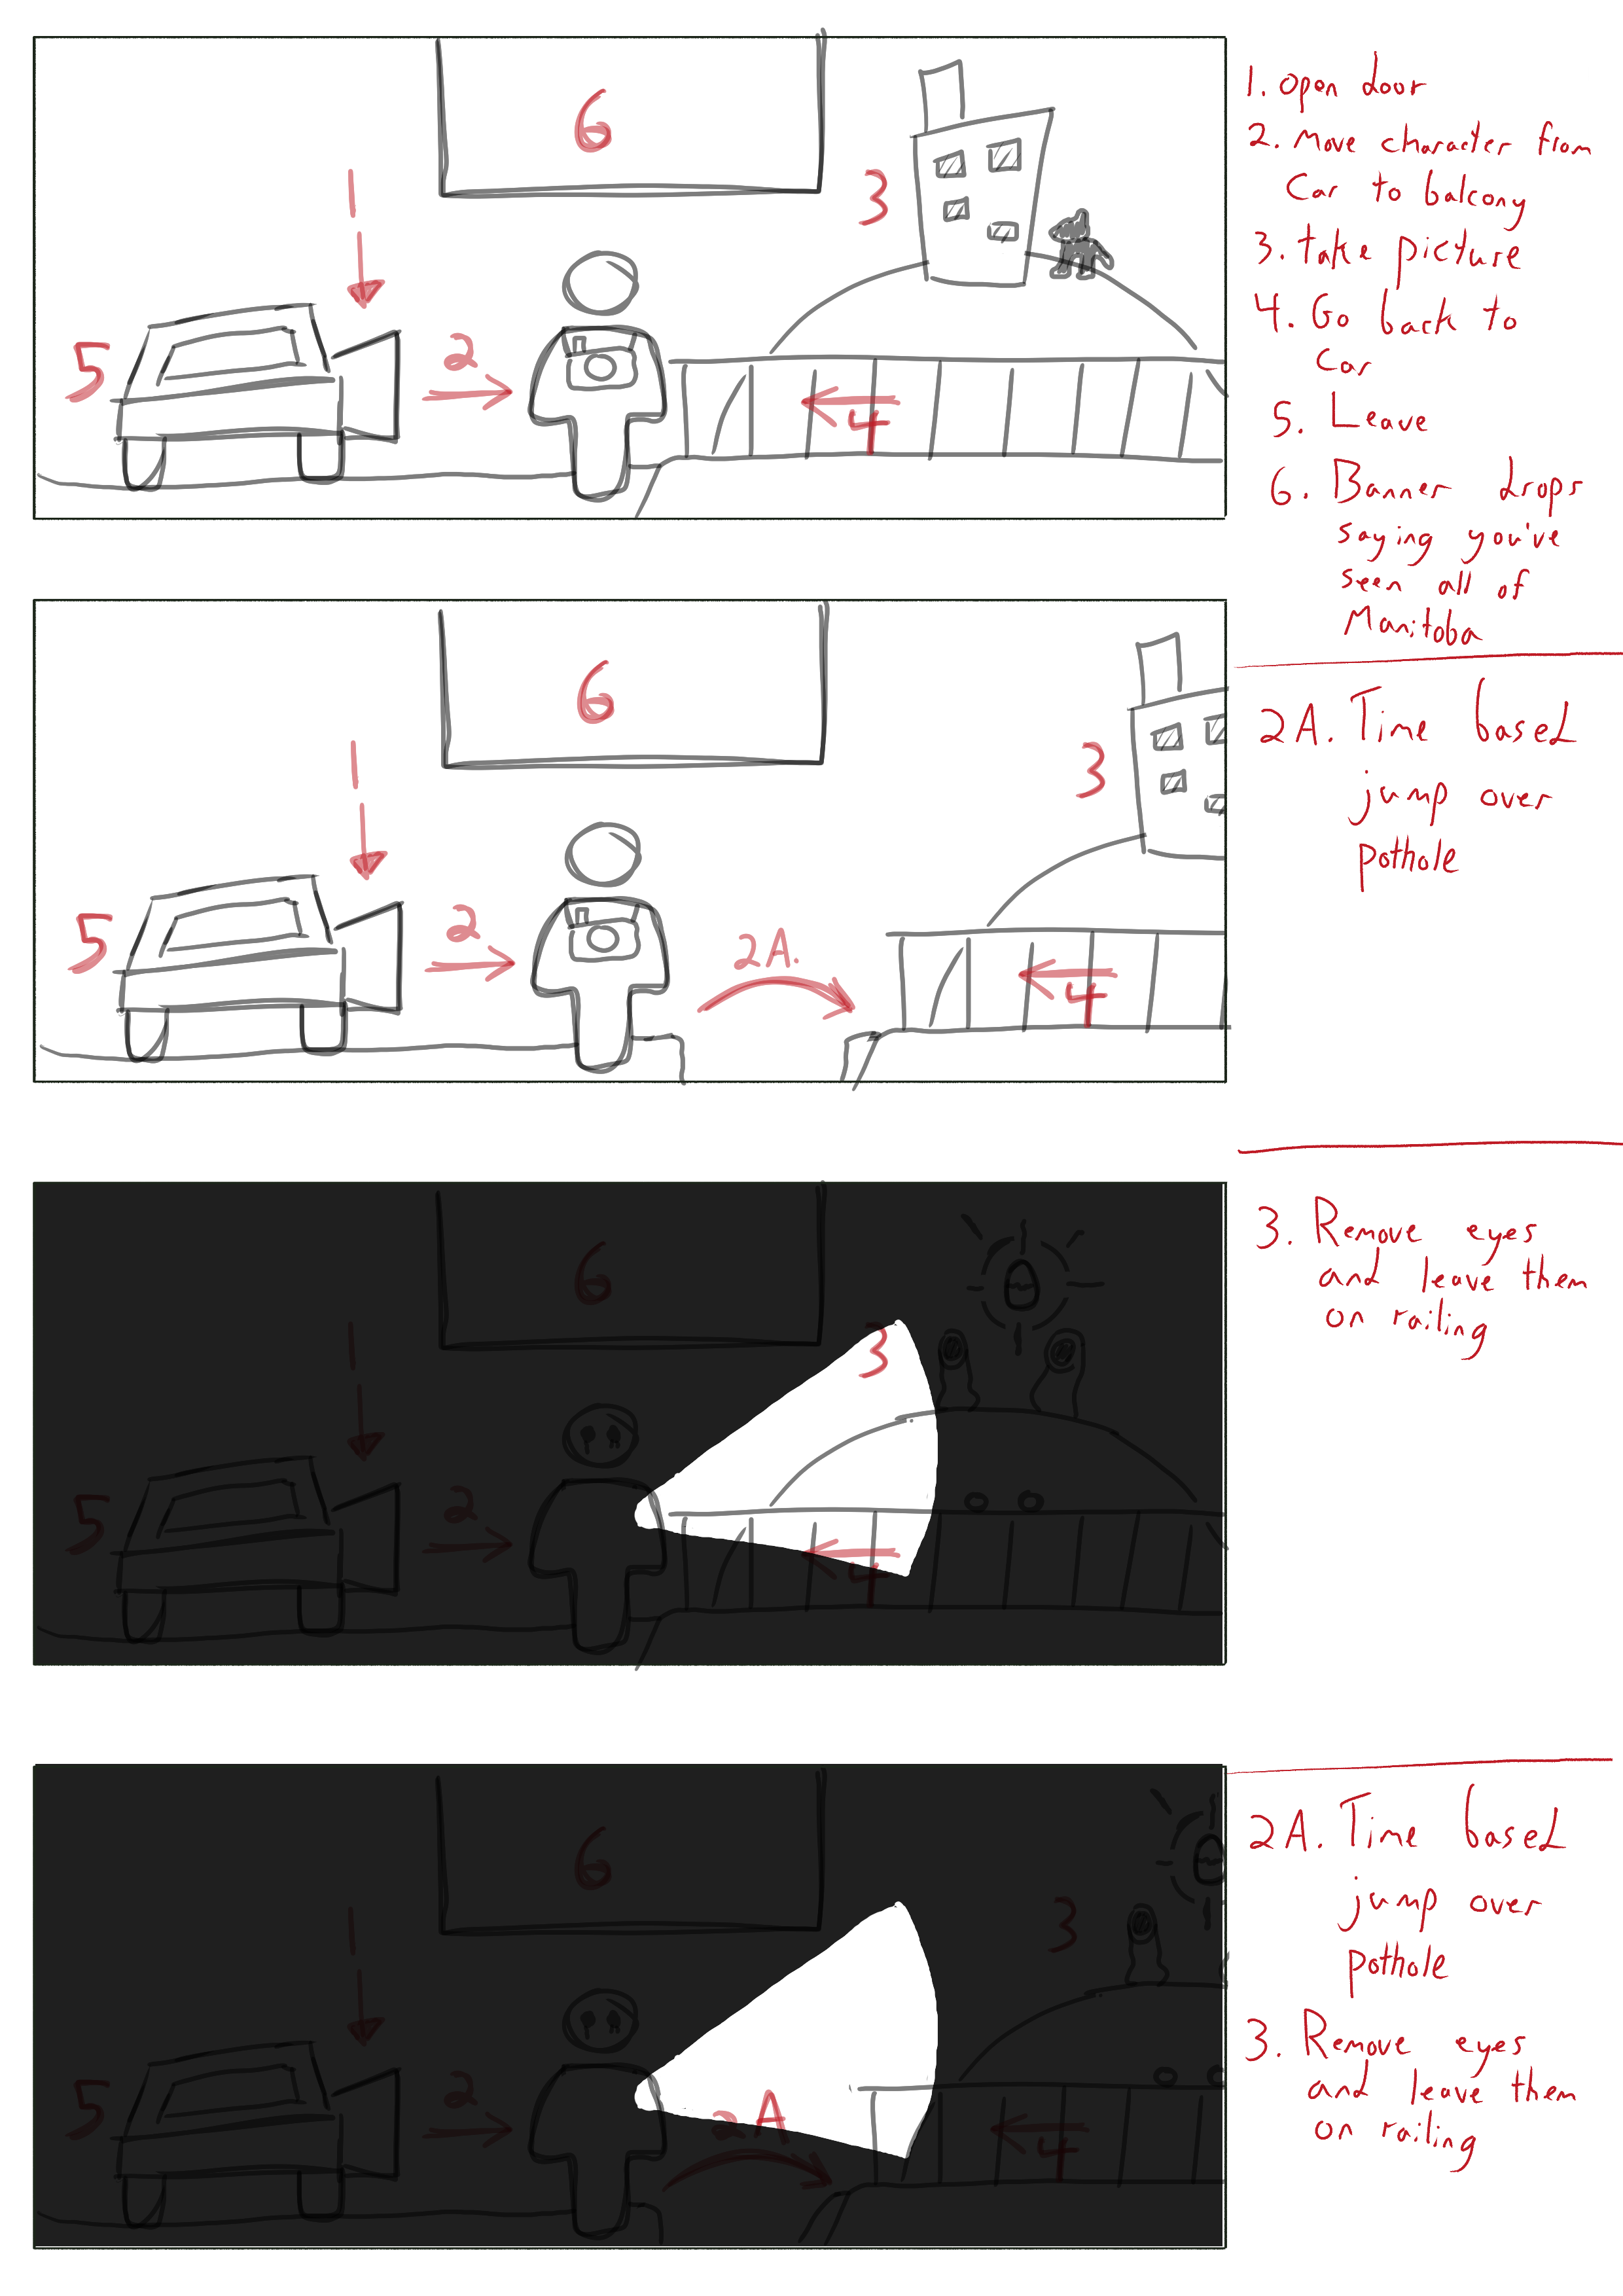 6
3
1
5
2
4
1. open door
2. Move character from
Car to balcony
3. take picture
4. Go back to
Car
5. Leave
6. Banner drops
saying you've
seen all of
Manitoba
6
3
1
5
2
2A.
4
2A. Time based
jump over
pothole
6
3
1
5
2
4
3. Remove eyes
and leave them
on railing
6
3
1
5
2
2A
4
2A. Time based
jump over
pothole
3. Remove eyes
and leave them
on railing